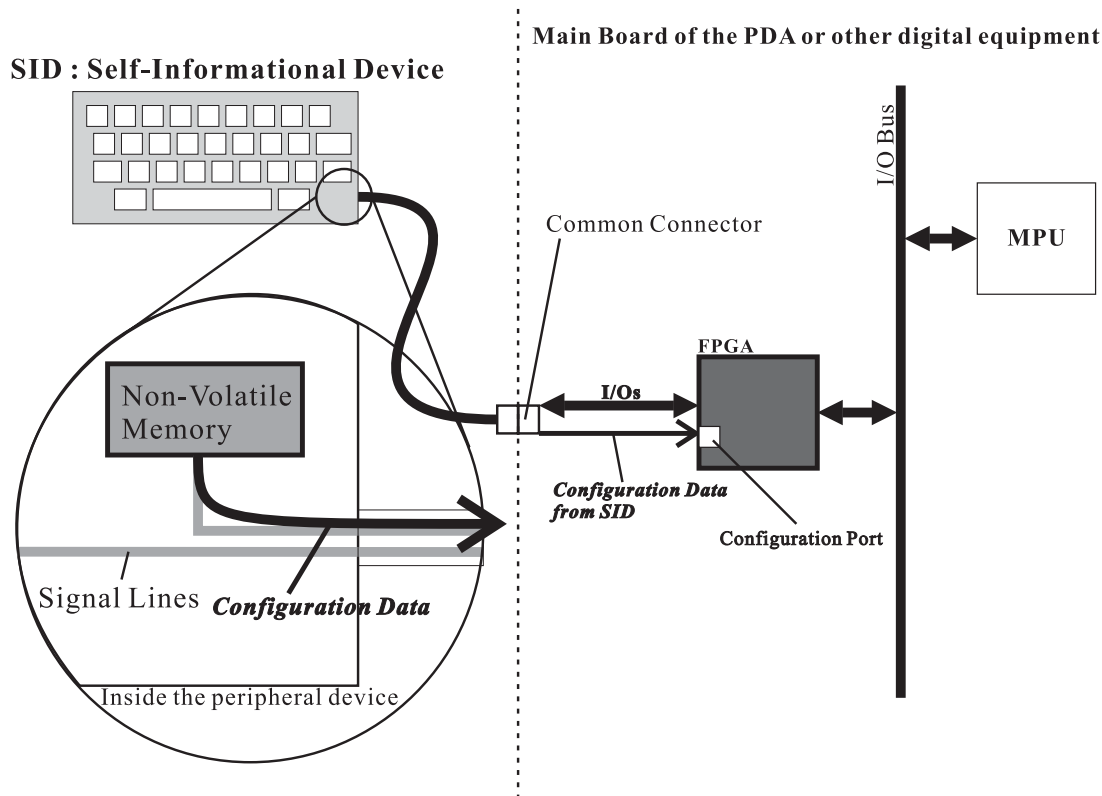 Main Board of the PDA or other digital equipment
SID : Self-Informational Device
I/O Bus
MPU
Common Connector
FPGA
I/Os
Non-Volatile
Memory
Configuration Data
from SID
Configuration Port
Signal Lines
Configuration Data
Inside the peripheral device